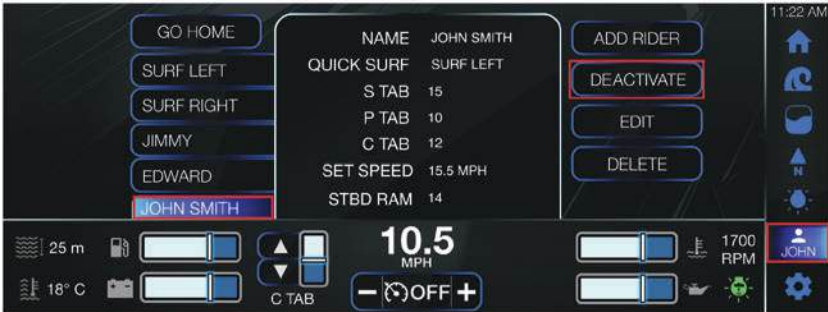 11:22 AM
GO HOME
SURF LEFT
SURF RIGHT
JIMMY
EDWARD
JOHN SMITH
NAME JOHN SMITH
QUICK SURF SURF LEFT
S TAB 15
P TAB 10
C TAB 12
SET SPEED 15.5 MPH
STBD RAM 14
ADD RIDER
DEACTIVATE
EDIT
DELETE
N
JOHN
25 m
18° C
C TAB
10.5
MPH
− OFF +
1700
RPM